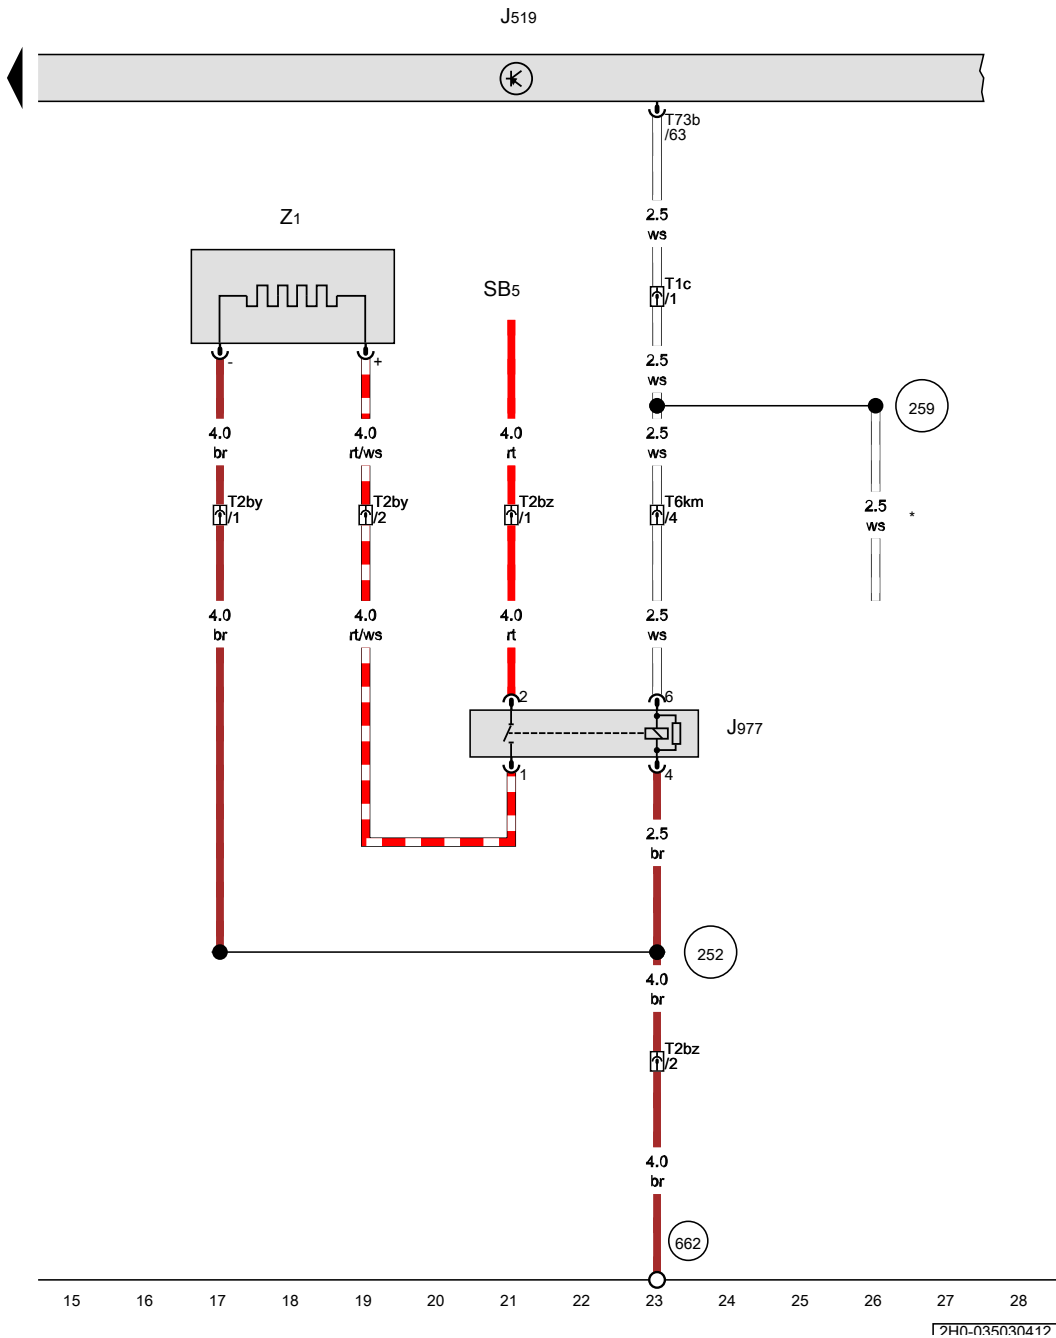 J519
T73b
/63
2.5
ws
Z1
SB5
T1c
/1
- +
2.5
ws
259
4.0
br
4.0
rt/ws
4.0
rt
2.5
ws
T2by
/1
T2by
/2
T2bz
/1
T6km
/4
2.5
ws
*
4.0
br
4.0
rt/ws
4.0
rt
2.5
ws
2
6
J977
1
4
2.5
br
252
4.0
br
T2bz
/2
4.0
br
662
15 16 17 18 19 20 21 22 23 24 25 26 27 28
2H0-035030412